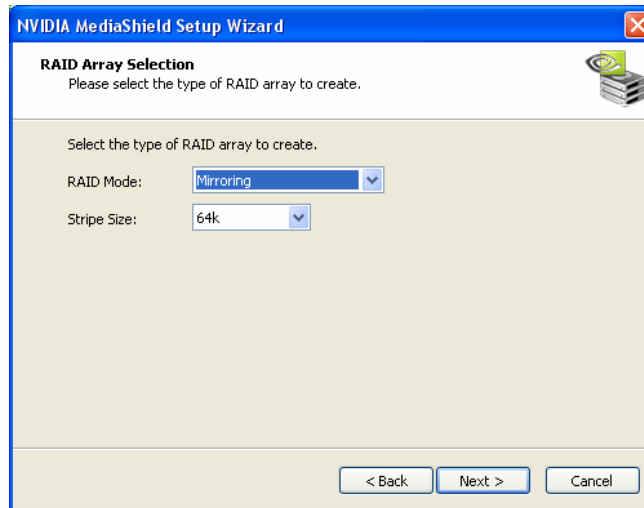 NVIDIA MediaShield Setup Wizard
RAID Array Selection
Please select the type of RAID array to create.
Select the type of RAID array to create.
RAID Mode: Mirroring
Stripe Size: 64k
< Back Next > Cancel